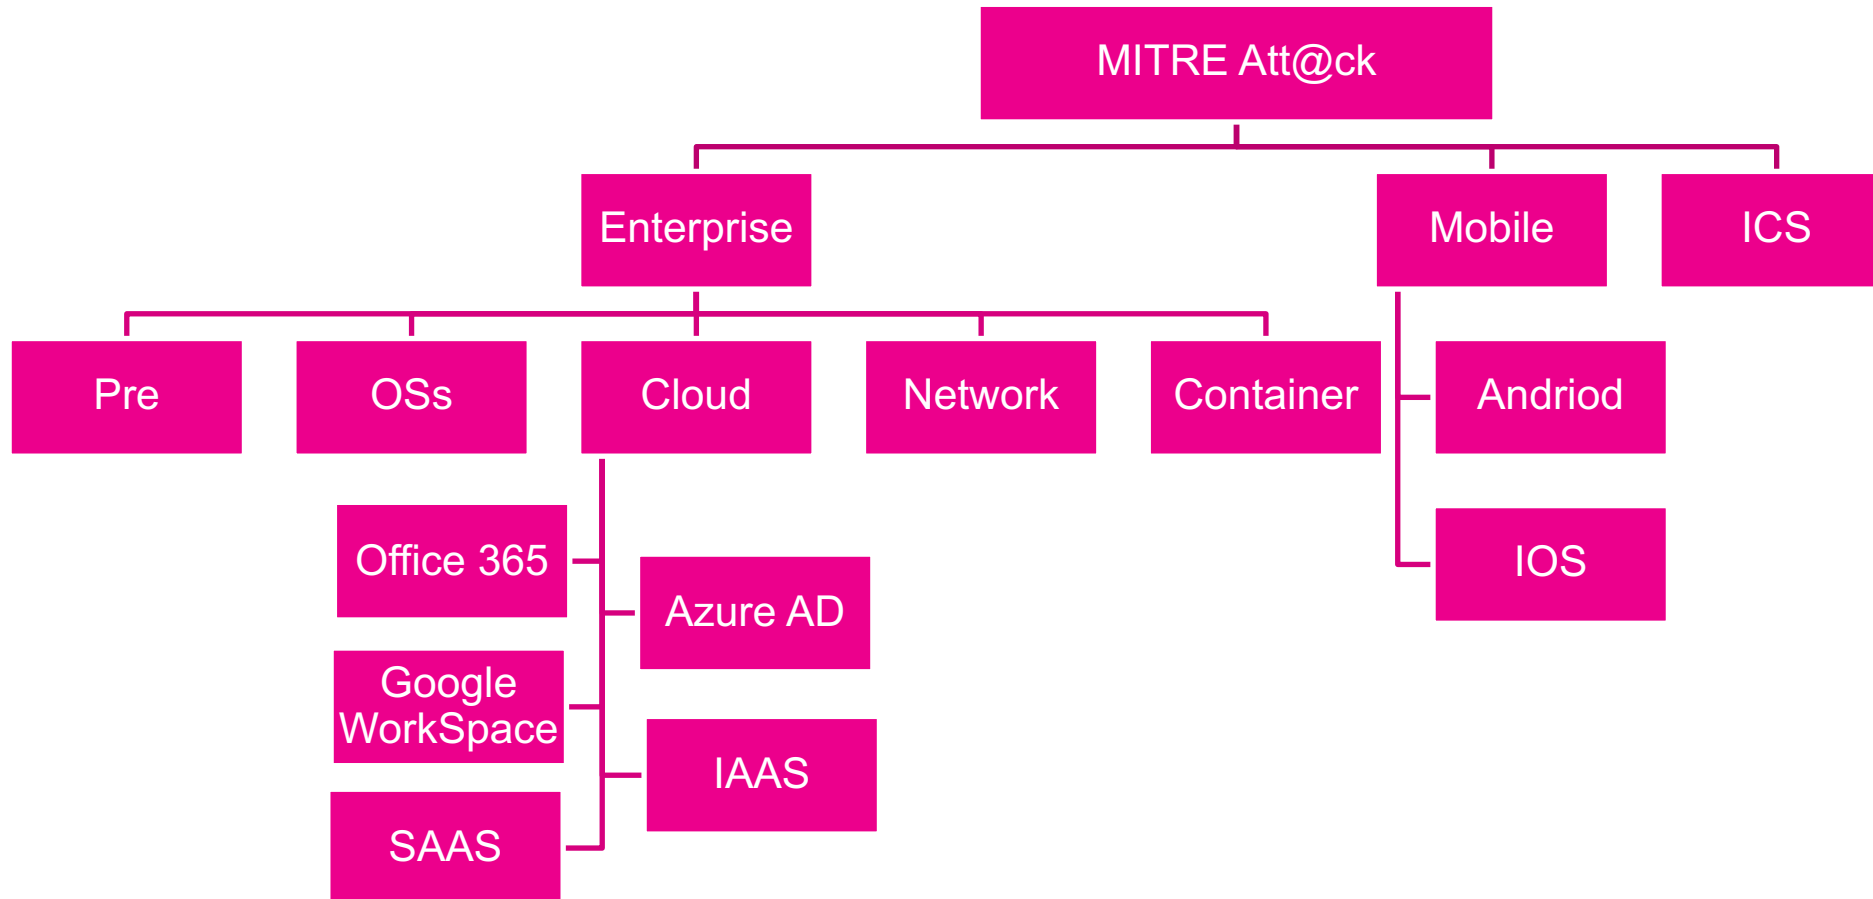 MITRE Att@ck
Enterprise
Mobile
ICS
Pre
OSs
Cloud
Network
Container
Andriod
Office 365
Azure AD
IOS
Google
WorkSpace
IAAS
SAAS